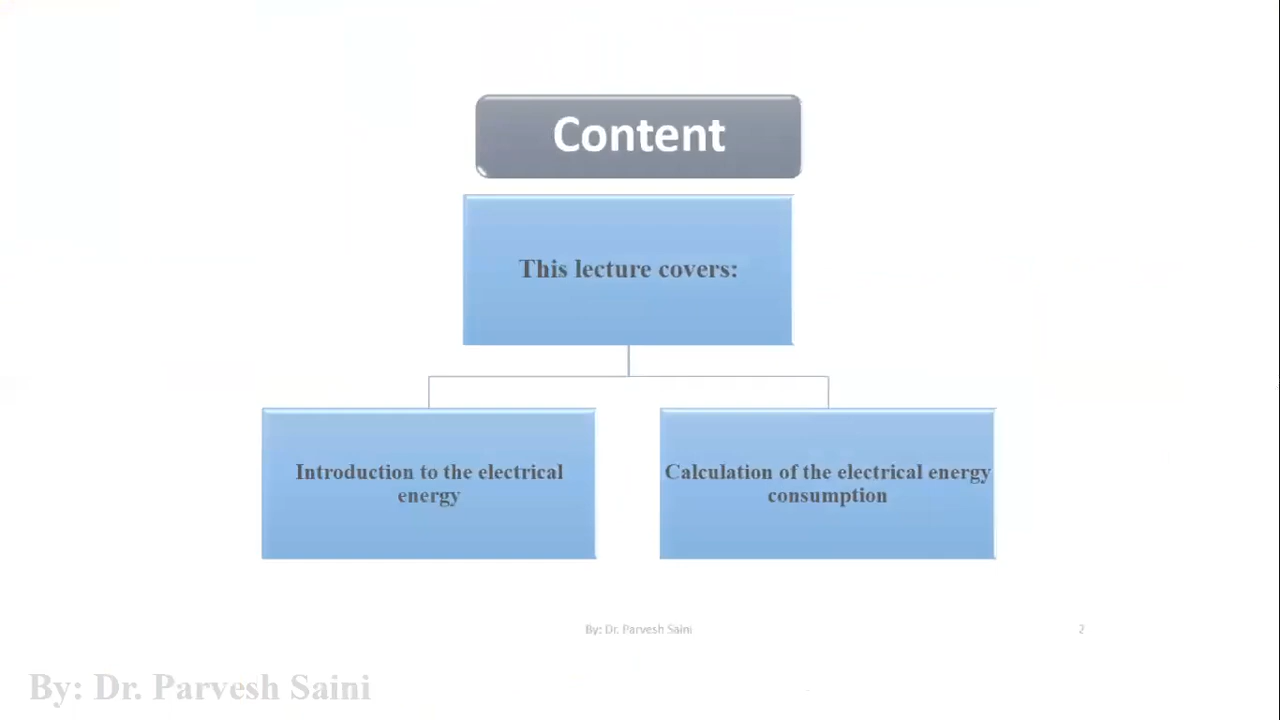 Content
This lecture covers:
Introduction to the electrical
energy
Calculation of the electrical energy
consumption
By: Dr. Parvesh Saini
2
By: Dr. Parvesh Saini